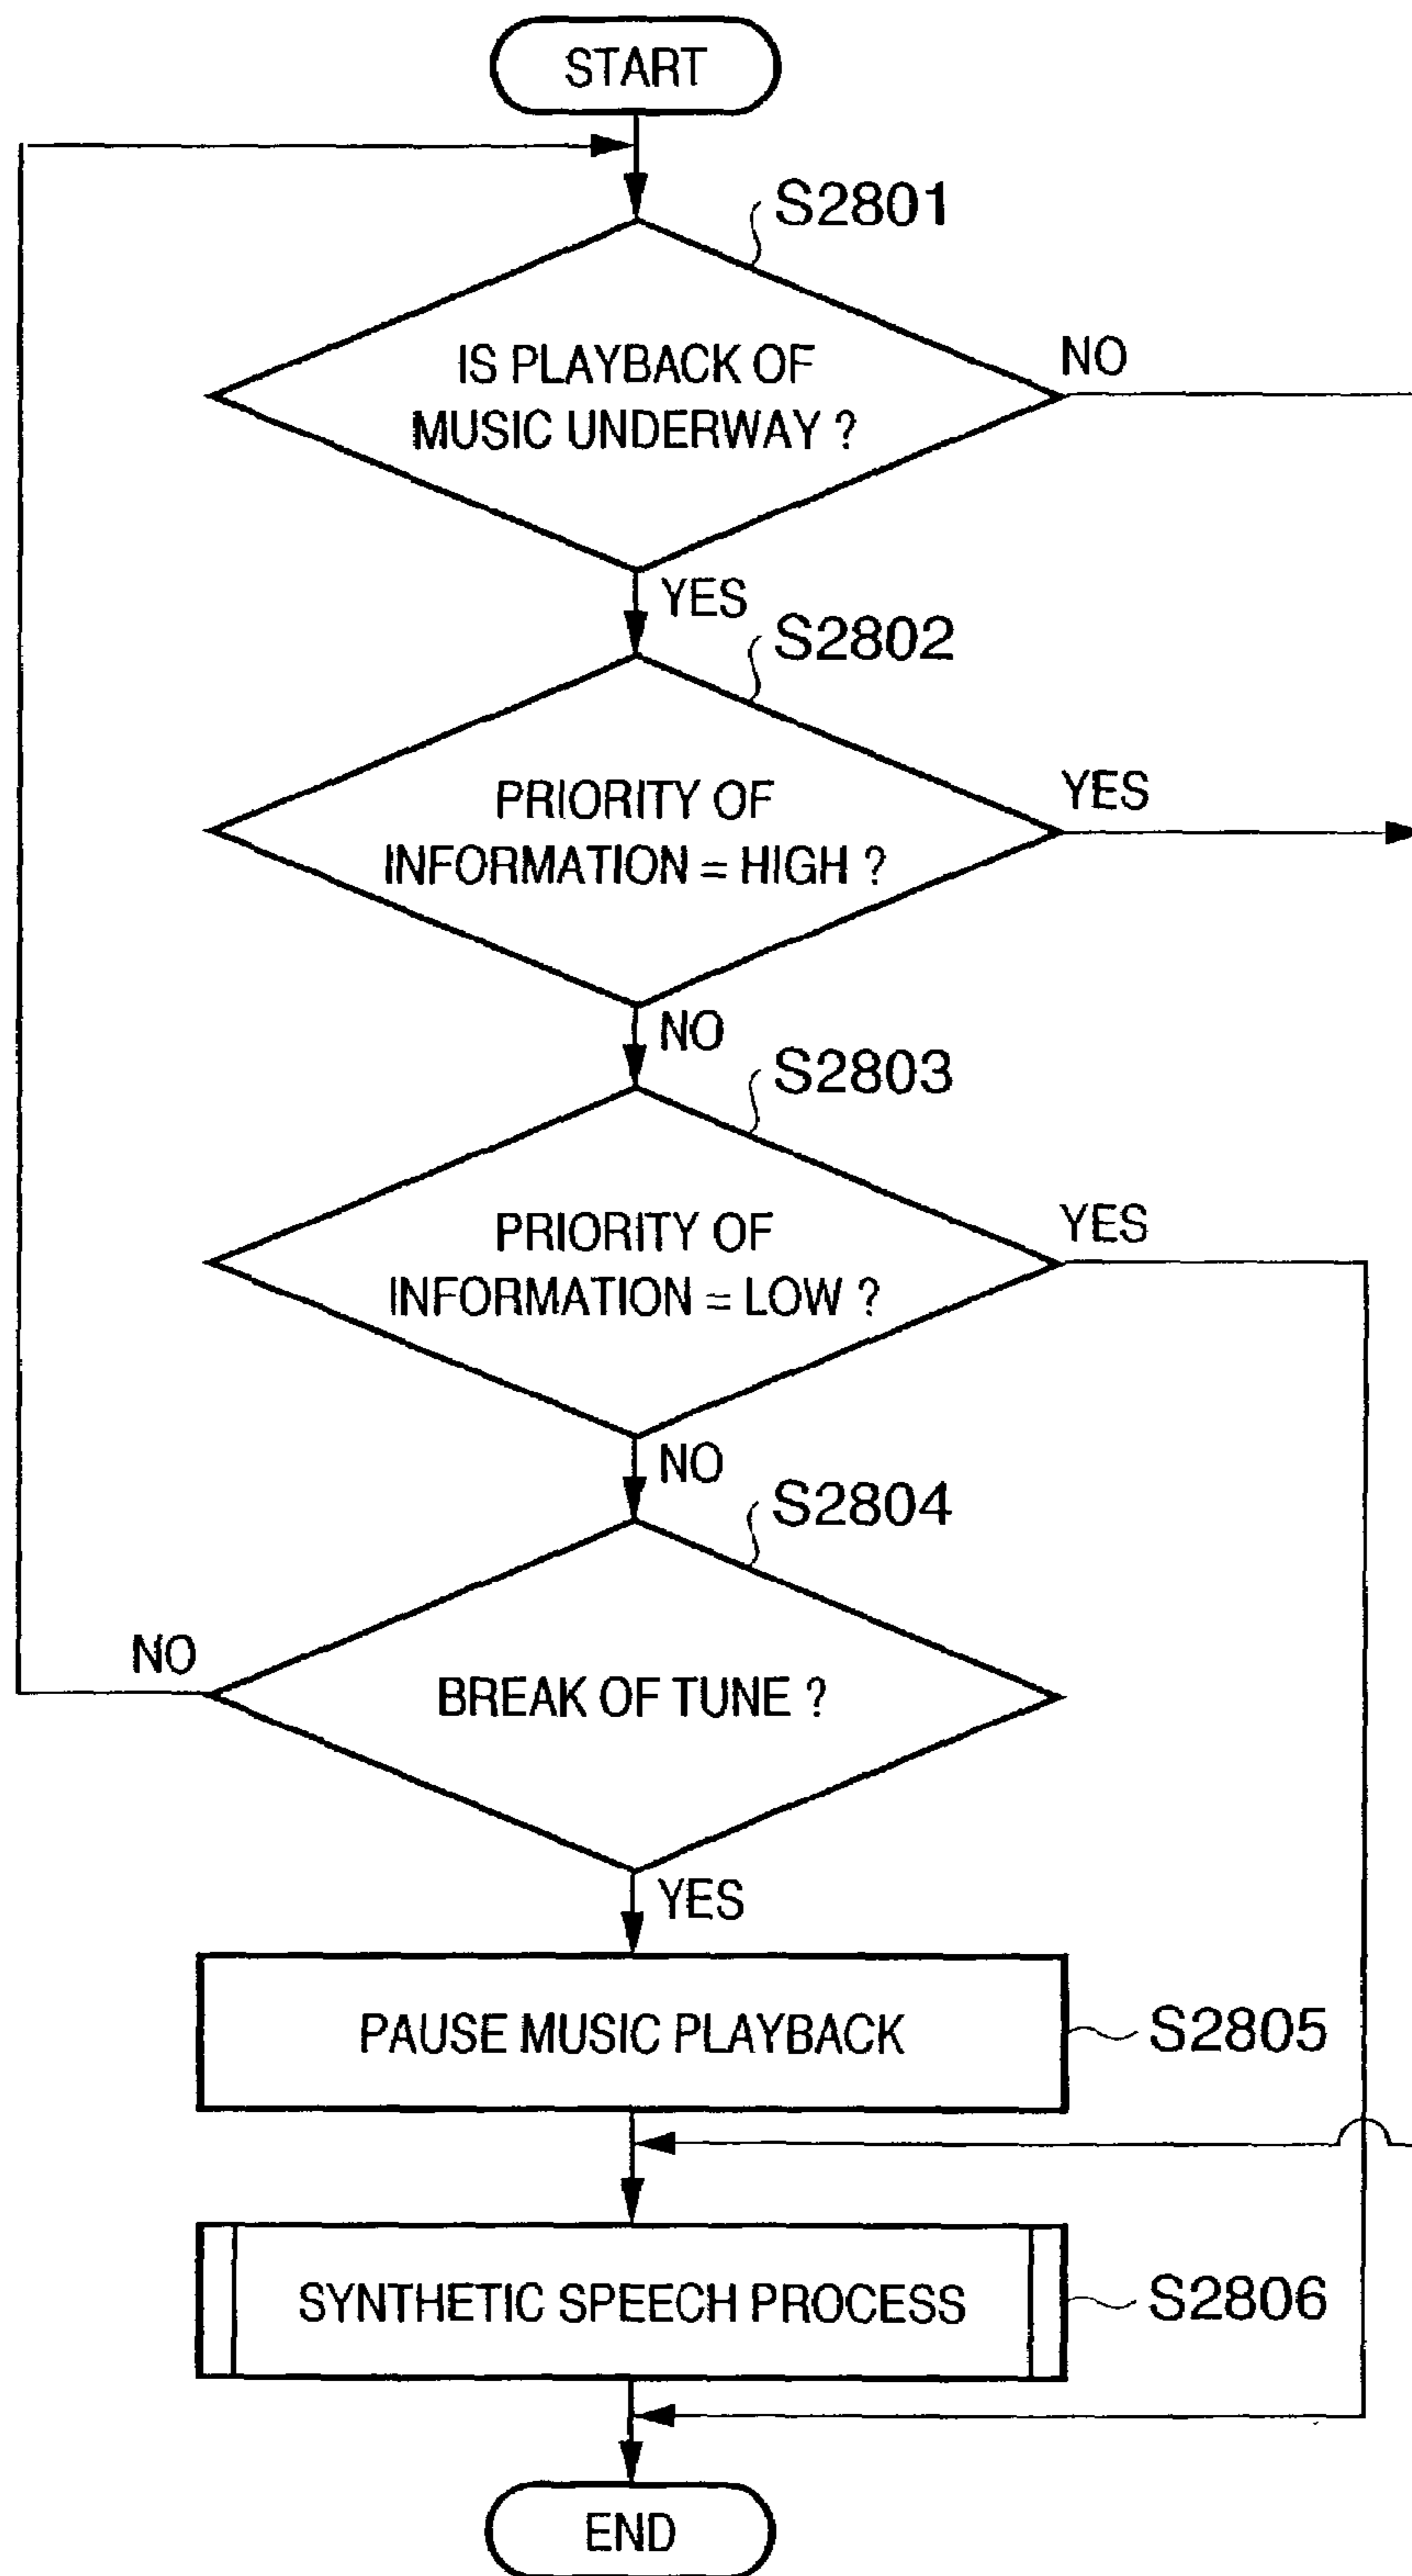 START
S2801
IS PLAYBACK OF
MUSIC UNDERWAY ?
NO
YES
S2802
PRIORITY OF
INFORMATION = HIGH ?
YES
NO
S2803
PRIORITY OF
INFORMATION = LOW ?
YES
NO
S2804
BREAK OF TUNE ?
NO
YES
PAUSE MUSIC PLAYBACK
S2805
SYNTHETIC SPEECH PROCESS
S2806
END